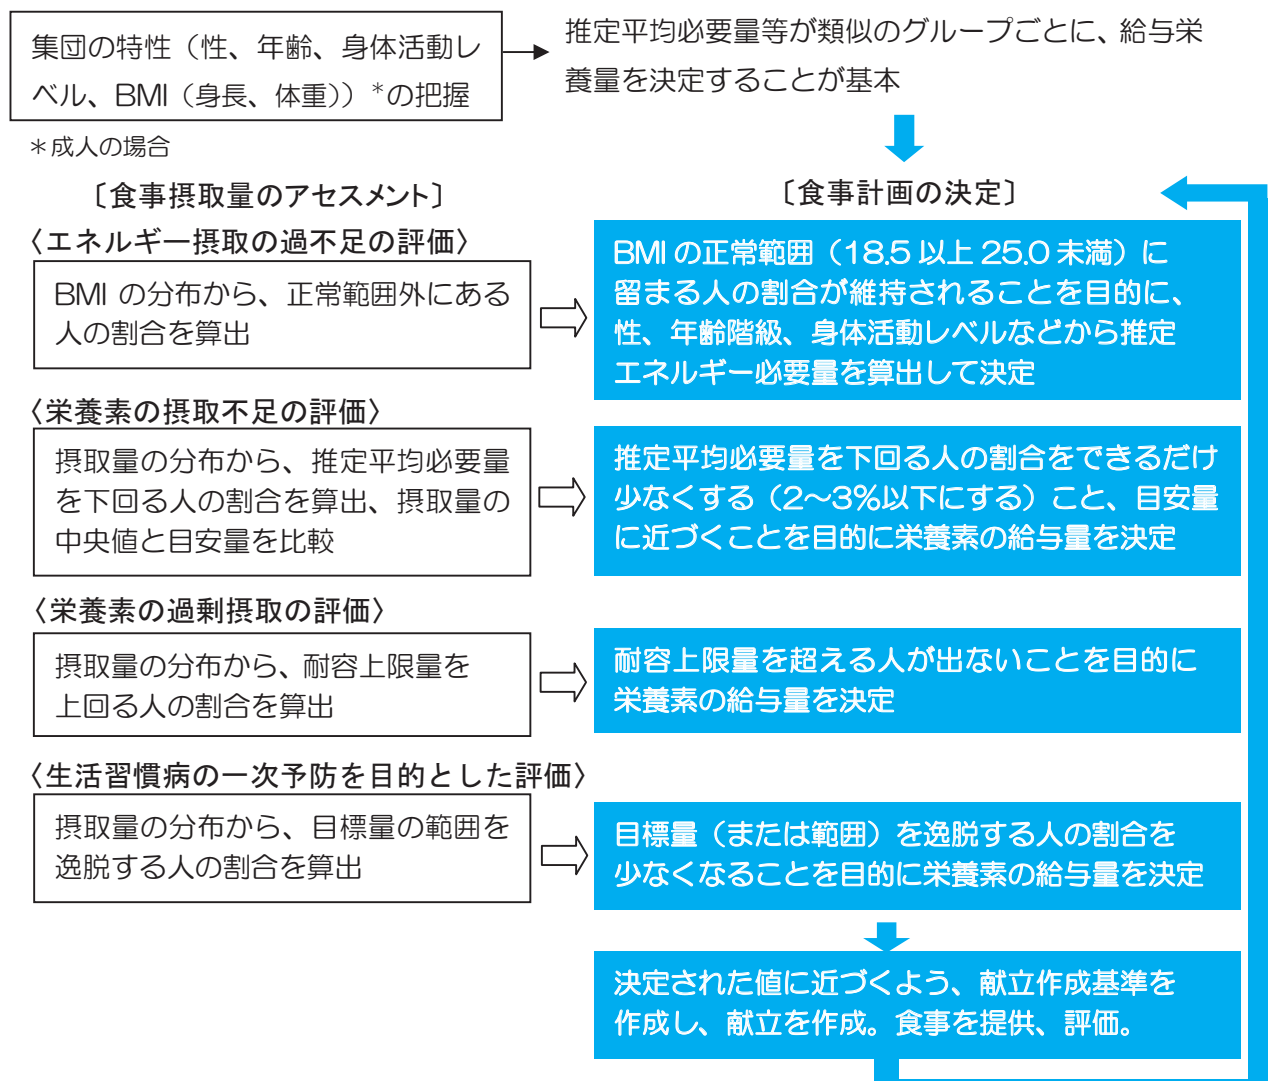 集団の特性（性、年齢、身体活動レ
ベル、BMI（身長、体重））*の把握
推定平均必要量等が類似のグループごとに、給与栄
養量を決定することが基本
＊成人の場合
〔食事摂取量のアセスメント〕
〔食事計画の決定〕
〈エネルギー摂取の過不足の評価〉
BMI の分布から、正常範囲外にある
人の割合を算出
BMI の正常範囲（18.5 以上 25.0 未満）に
留まる人の割合が維持されることを目的に、
性、年齢階級、身体活動レベルなどから推定
エネルギー必要量を算出して決定
〈栄養素の摂取不足の評価〉
摂取量の分布から、推定平均必要量
を下回る人の割合を算出、摂取量の
中央値と目安量を比較
推定平均必要量を下回る人の割合をできるだけ
少なくする（2～3%以下にする）こと、目安量
に近づくことを目的に栄養素の給与量を決定
〈栄養素の過剰摂取の評価〉
摂取量の分布から、耐容上限量を
上回る人の割合を算出
耐容上限量を超える人が出ないことを目的に
栄養素の給与量を決定
〈生活習慣病の一次予防を目的とした評価〉
摂取量の分布から、目標量の範囲を
逸脱する人の割合を算出
目標量（または範囲）を逸脱する人の割合を
少なくなることを目的に栄養素の給与量を決定
決定された値に近づくよう、献立作成基準を
作成し、献立を作成。食事を提供、評価。